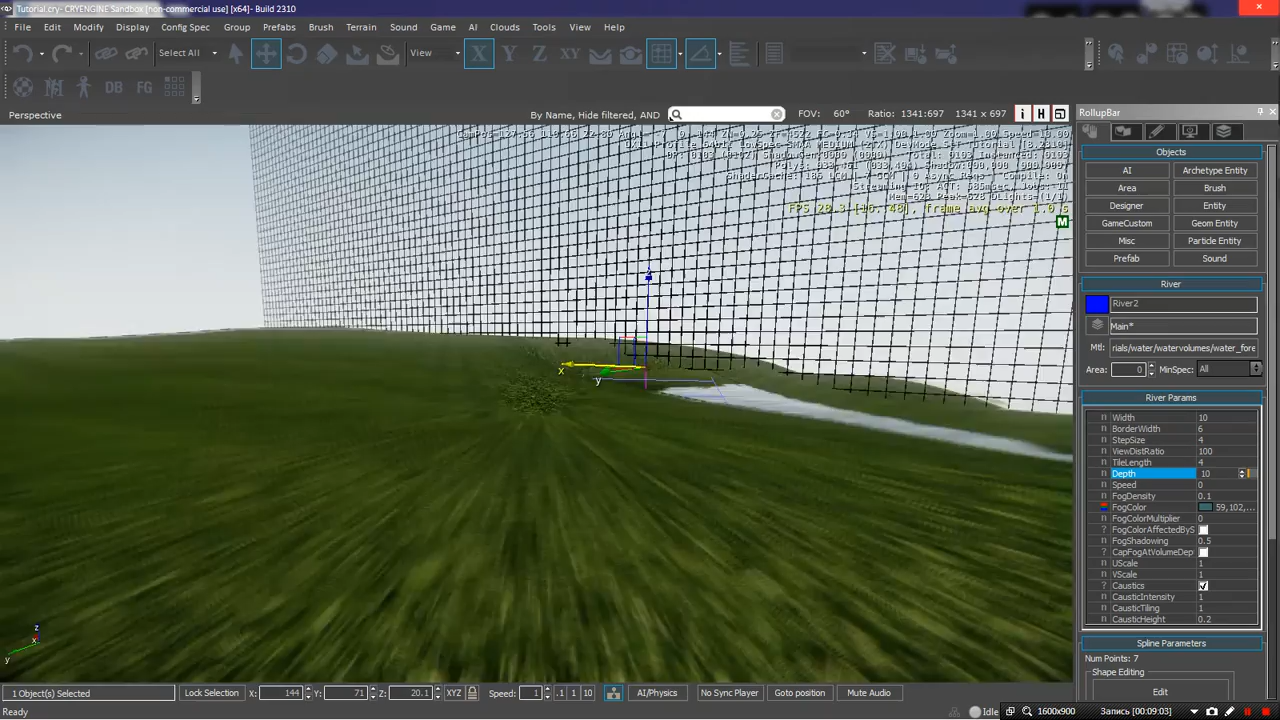 Tutorial.cry- CRYENGINE Sandbox [non-commercial use] [x64]- Build 2310
File Edit Modify Display Config Spec Group Prefabs Brush Terrain Sound Game AI Clouds Tools View Help
Select All View X Y Z XY
DB FG
Perspective By Name, Hide filtered, AND FOV: 60° Ratio: 1341:697 1341 x 697 i H
M
x
y
z
z
x
y
RollupBar
Objects
AI Archetype Entity
Area Brush
Designer Entity
GameCustom Geom Entity
Misc Particle Entity
Prefab Sound
River
River2
Main*
Mtl: rials/water/watervolumes/water_fore
Area: 0 MinSpec: All
River Params
Width 10
BorderWidth 6
StepSize 4
ViewDistRatio 100
TileLength 4
Depth 10
Speed 0
FogDensity 0.1
FogColor 59,102,...
FogColorMultiplier 0
FogColorAffectedByS
FogShadowing 0.5
CapFogAtVolumeDep
UScale 1
VScale 1
Caustics
CausticIntensity 1
CausticTiling 1
CausticHeight 0.2
Spline Parameters
Num Points: 7
Shape Editing
Edit
1 Object(s) Selected Lock Selection X: 144 Y: 71 Z: 20.1 XYZ Speed: 1 .1 1 10 AI/Physics No Sync Player Goto position Mute Audio
Ready Idle 1600x900 Запись [00:09:03]